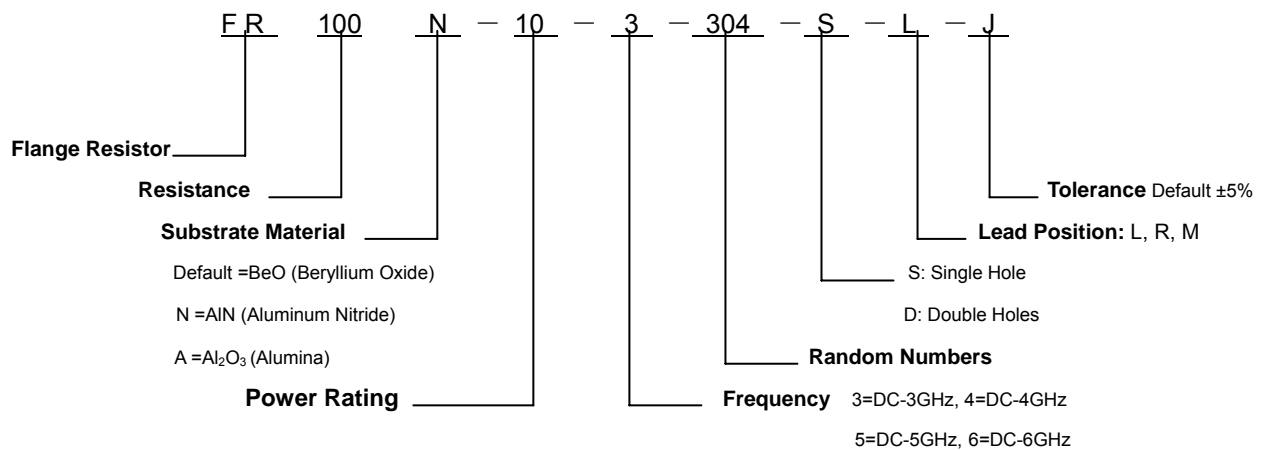 FR 100 N — 10 — 3 — 304 — S — L — J
Flange Resistor
Resistance
Tolerance Default ±5%
Substrate Material
Lead Position: L, R, M
Default =BeO (Beryllium Oxide)
S: Single Hole
N =AlN (Aluminum Nitride)
D: Double Holes
A =Al₂O₃ (Alumina)
Random Numbers
Power Rating
Frequency 3=DC-3GHz, 4=DC-4GHz
5=DC-5GHz, 6=DC-6GHz